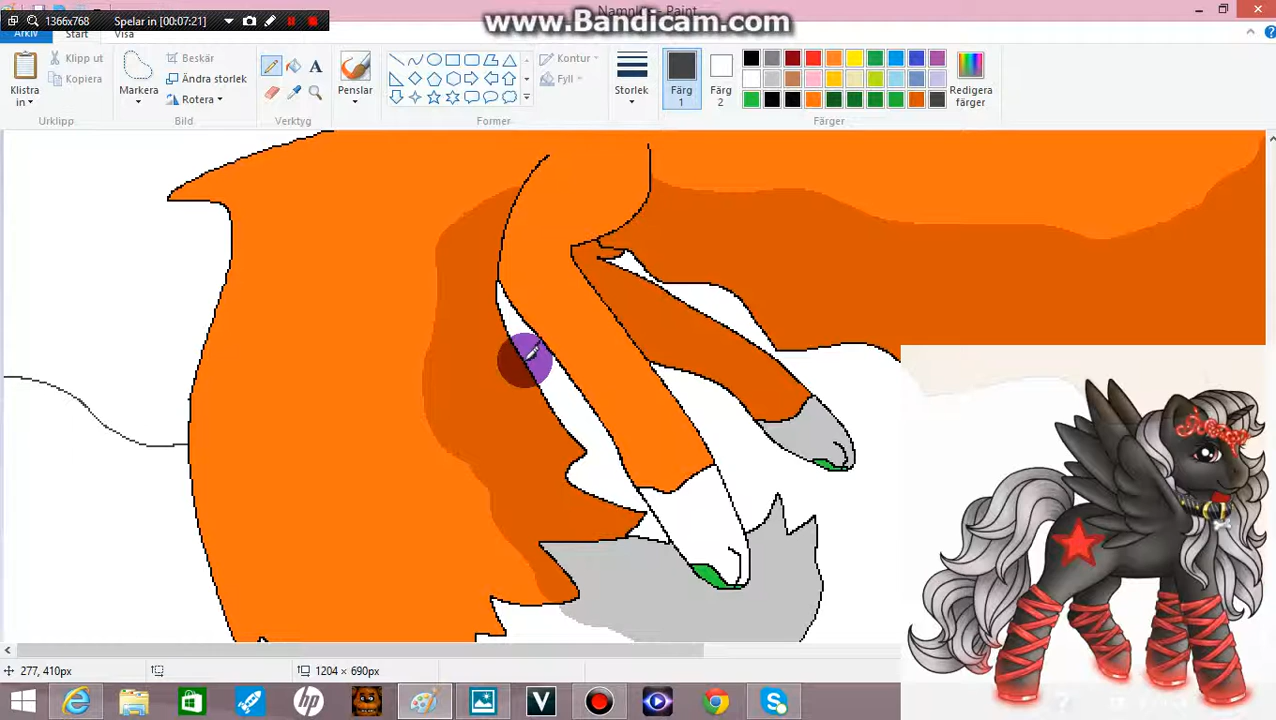 www.Bandicam.com
1366x768 Spelar in [00:07:21]
Arkiv Start Visa
Klistra in
Klipp ut
Kopiera
Urklipp
Markera
Beskär
Ändra storlek
Rotera
Bild
Verktyg
Penslar
Kontur
Fyll
Former
Storlek
Färg 1
Färg 2
Redigera färger
Färger
277, 410px
1204 × 690px
hp
V